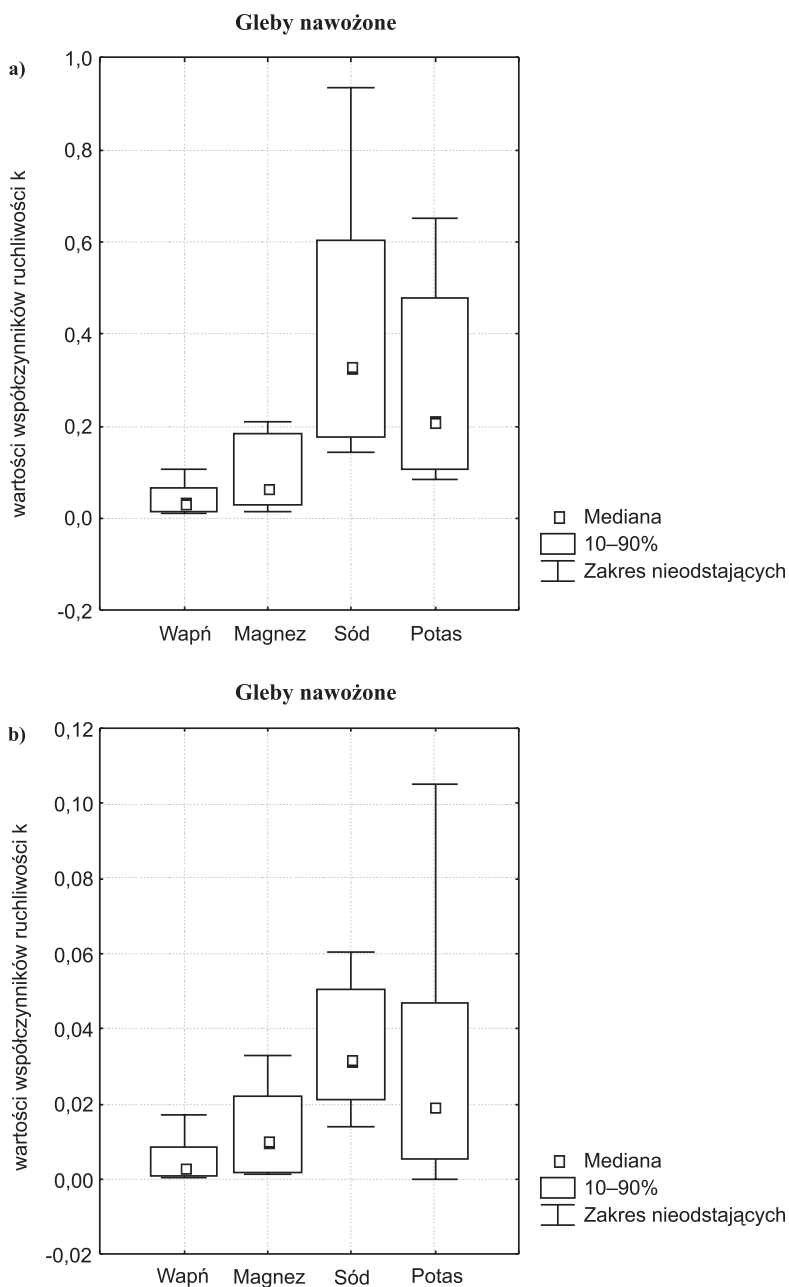 Gleby nawożone
a)
wartości współczynników ruchliwości k
1,0
0,8
0,6
0,4
0,2
0,0
-0,2
Wapń Magnez Sód Potas
Mediana
10–90%
Zakres nieodstających
Gleby nawożone
b)
wartości współczynników ruchliwości k
0,12
0,10
0,08
0,06
0,04
0,02
0,00
-0,02
Wapń Magnez Sód Potas
Mediana
10–90%
Zakres nieodstających